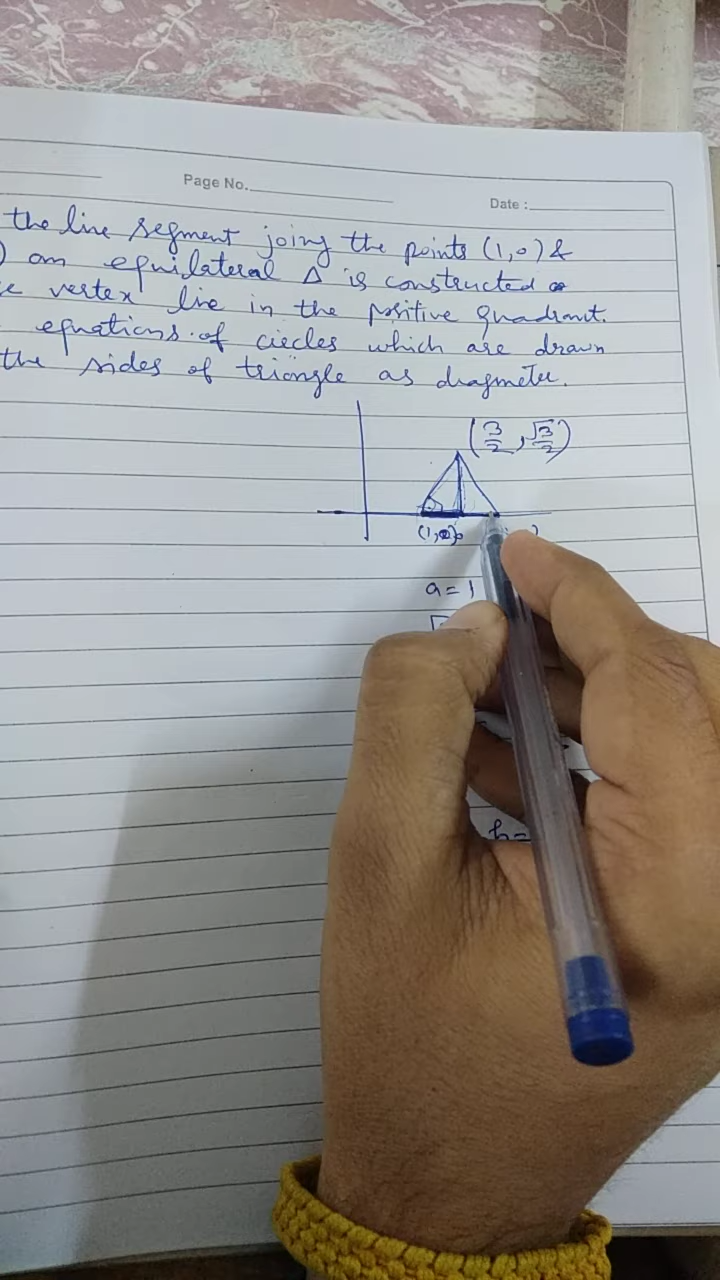 Page No.
Date :
the line segment joing the points (1,0) &
) an equilateral Δ is constructed
vertex lie in the positive quadrant.
equations of circles which are drawn
the sides of triongle as diagmeter.
(3/2, √3/2)
(1,0)
a = 1
h =